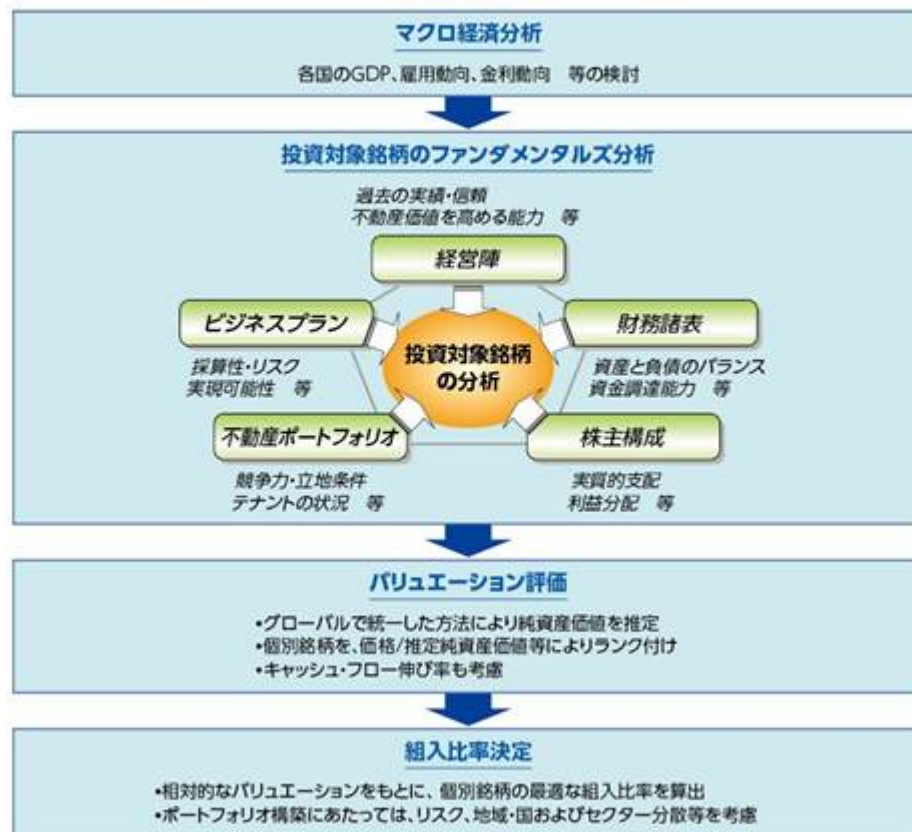 マクロ経済分析
各国のGDP、雇用動向、金利動向　等の検討
投資対象銘柄のファンダメンタルズ分析
過去の実績・信頼
不動産価値を高める能力　等
経営陣
ビジネスプラン
財務諸表
投資対象銘柄
の分析
採算性・リスク
実現可能性　等
資産と負債のバランス
資金調達能力　等
不動産ポートフォリオ
株主構成
競争力・立地条件
テナントの状況　等
実質的支配
利益分配　等
バリュエーション評価
•グローバルで統一した方法により純資産価値を推定
•個別銘柄を、価格/推定純資産価値等によりランク付け
•キャッシュ・フロー伸び率も考慮
組入比率決定
•相対的なバリュエーションをもとに、個別銘柄の最適な組入比率を算出
•ポートフォリオ構築にあたっては、リスク、地域・国およびセクター分散等を考慮